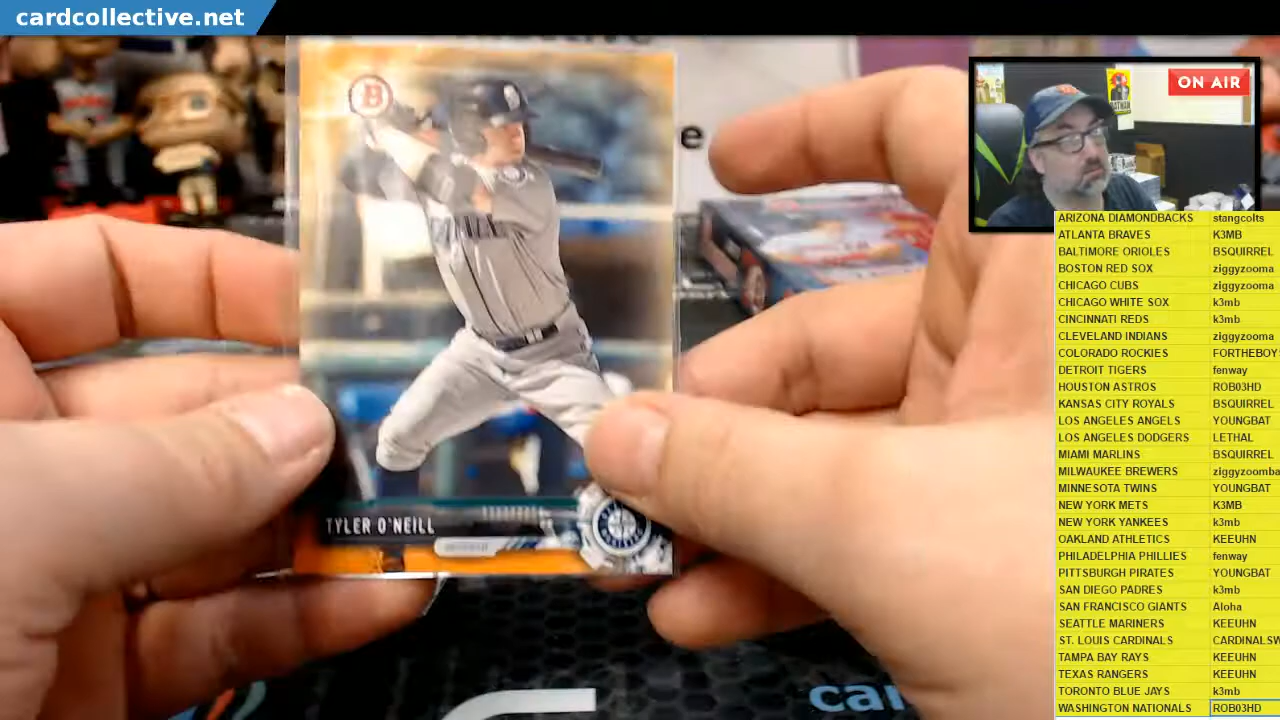 cardcollective.net
e
ON AIR
B
TYLER O'NEILL
car
ARIZONA DIAMONDBACKS stangcolts
ATLANTA BRAVES K3MB
BALTIMORE ORIOLES BSQUIRREL
BOSTON RED SOX ziggyzooma
CHICAGO CUBS ziggyzooma
CHICAGO WHITE SOX k3mb
CINCINNATI REDS k3mb
CLEVELAND INDIANS ziggyzooma
COLORADO ROCKIES FORTHEBOYS
DETROIT TIGERS fenway
HOUSTON ASTROS ROB03HD
KANSAS CITY ROYALS BSQUIRREL
LOS ANGELES ANGELS YOUNGBAT
LOS ANGELES DODGERS LETHAL
MIAMI MARLINS BSQUIRREL
MILWAUKEE BREWERS ziggyzoomba
MINNESOTA TWINS YOUNGBAT
NEW YORK METS K3MB
NEW YORK YANKEES k3mb
OAKLAND ATHLETICS KEEUHN
PHILADELPHIA PHILLIES fenway
PITTSBURGH PIRATES YOUNGBAT
SAN DIEGO PADRES k3mb
SAN FRANCISCO GIANTS Aloha
SEATTLE MARINERS KEEUHN
ST. LOUIS CARDINALS CARDINALSW
TAMPA BAY RAYS KEEUHN
TEXAS RANGERS KEEUHN
TORONTO BLUE JAYS k3mb
WASHINGTON NATIONALS ROB03HD